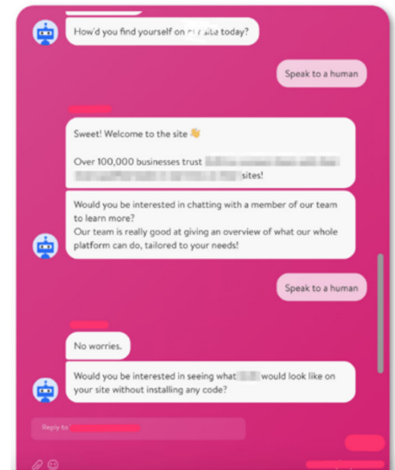 How'd you find yourself on site today?
Speak to a human
Sweet! Welcome to the site 👋
Over 100,000 businesses trust
sites!
Would you be interested in chatting with a member of our team
to learn more?
Our team is really good at giving an overview of what our whole
platform can do, tailored to your needs!
Speak to a human
No worries.
Would you be interested in seeing what would look like on
your site without installing any code?
Reply to